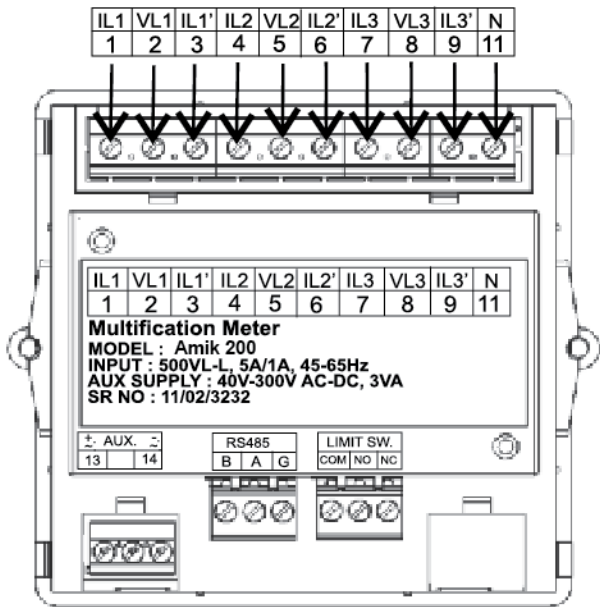 IL1 VL1 IL1' IL2 VL2 IL2' IL3 VL3 IL3' N
1 2 3 4 5 6 7 8 9 11
IL1 VL1 IL1' IL2 VL2 IL2' IL3 VL3 IL3' N
1 2 3 4 5 6 7 8 9 11
Multification Meter
MODEL : Amik 200
INPUT : 500VL-L, 5A/1A, 45-65Hz
AUX SUPPLY : 40V-300V AC-DC, 3VA
SR NO : 11/02/3232
+- AUX. -+
13 14
RS485
B A G
LIMIT SW.
COM NO NC